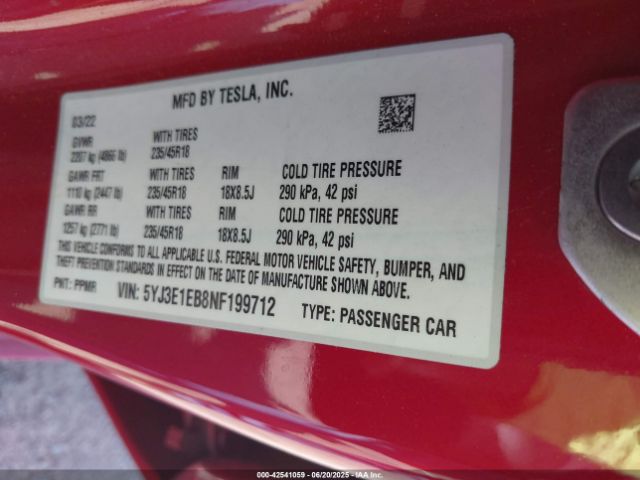 MFD BY TESLA, INC.
03/22
GVWR WITH TIRES
2207 kg (4866 lb) 235/45R18
GAWR FRT WITH TIRES RIM COLD TIRE PRESSURE
1110 kg (2447 lb) 235/45R18 18X8.5J 290 kPa, 42 psi
GAWR RR WITH TIRES RIM COLD TIRE PRESSURE
1257 kg (2771 lb) 235/45R18 18X8.5J 290 kPa, 42 psi
THIS VEHICLE CONFORMS TO ALL APPLICABLE U.S. FEDERAL MOTOR VEHICLE SAFETY, BUMPER, AND
THEFT PREVENTION STANDARDS IN EFFECT ON THE DATE OF MANUFACTURE SHOWN ABOVE.
PNT: PPMR VIN: 5YJ3E1EB8NF199712 TYPE: PASSENGER CAR
000-42541059 | 06/20/2025 - IAA Inc.